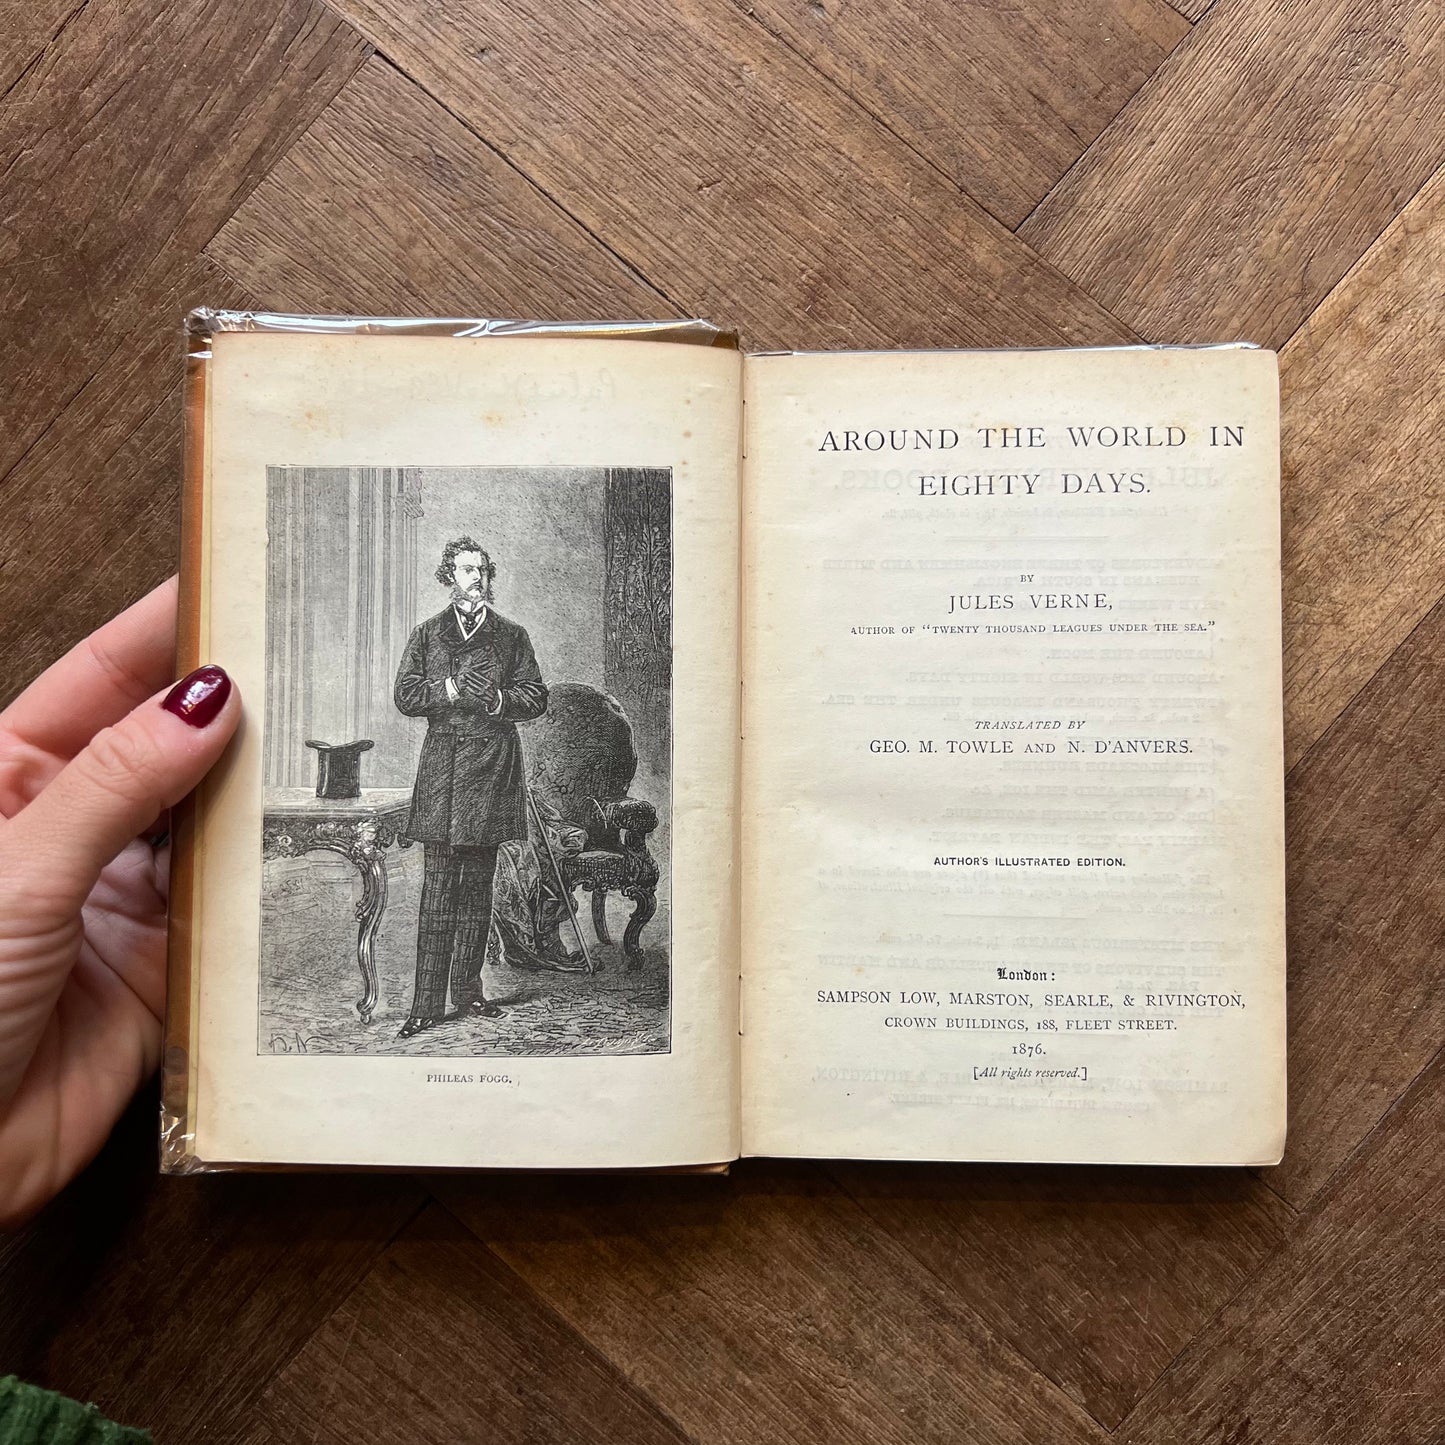 PHILEAS FOGG.
AROUND THE WORLD IN
EIGHTY DAYS.
BY
JULES VERNE,
AUTHOR OF "TWENTY THOUSAND LEAGUES UNDER THE SEA."
TRANSLATED BY
GEO. M. TOWLE AND N. D'ANVERS.
AUTHOR'S ILLUSTRATED EDITION.
London:
SAMPSON LOW, MARSTON, SEARLE, & RIVINGTON,
CROWN BUILDINGS, 188, FLEET STREET.
1876.
[All rights reserved.]